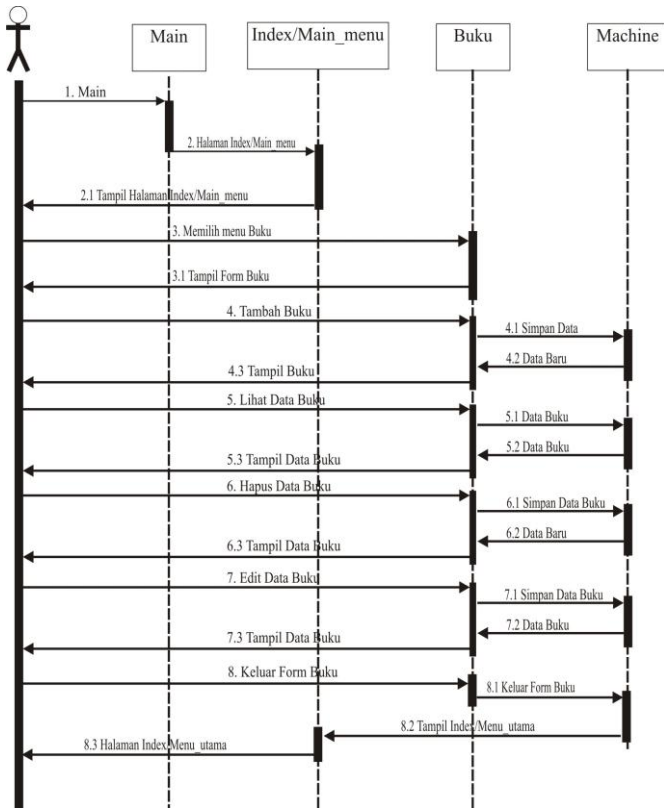 Main
Index/Main_menu
Buku
Machine
1. Main
2. Halaman Index/Main_menu
2.1 Tampil Halaman Index/Main_menu
3. Memilih menu Buku
3.1 Tampil Form Buku
4. Tambah Buku
4.1 Simpan Data
4.2 Data Baru
4.3 Tampil Buku
5. Lihat Data Buku
5.1 Data Buku
5.2 Data Buku
5.3 Tampil Data Buku
6. Hapus Data Buku
6.1 Simpan Data Buku
6.2 Data Baru
6.3 Tampil Data Buku
7. Edit Data Buku
7.1 Simpan Data Buku
7.2 Data Buku
7.3 Tampil Data Buku
8. Keluar Form Buku
8.1 Keluar Form Buku
8.2 Tampil Index/Menu_utama
8.3 Halaman Index/Menu_utama